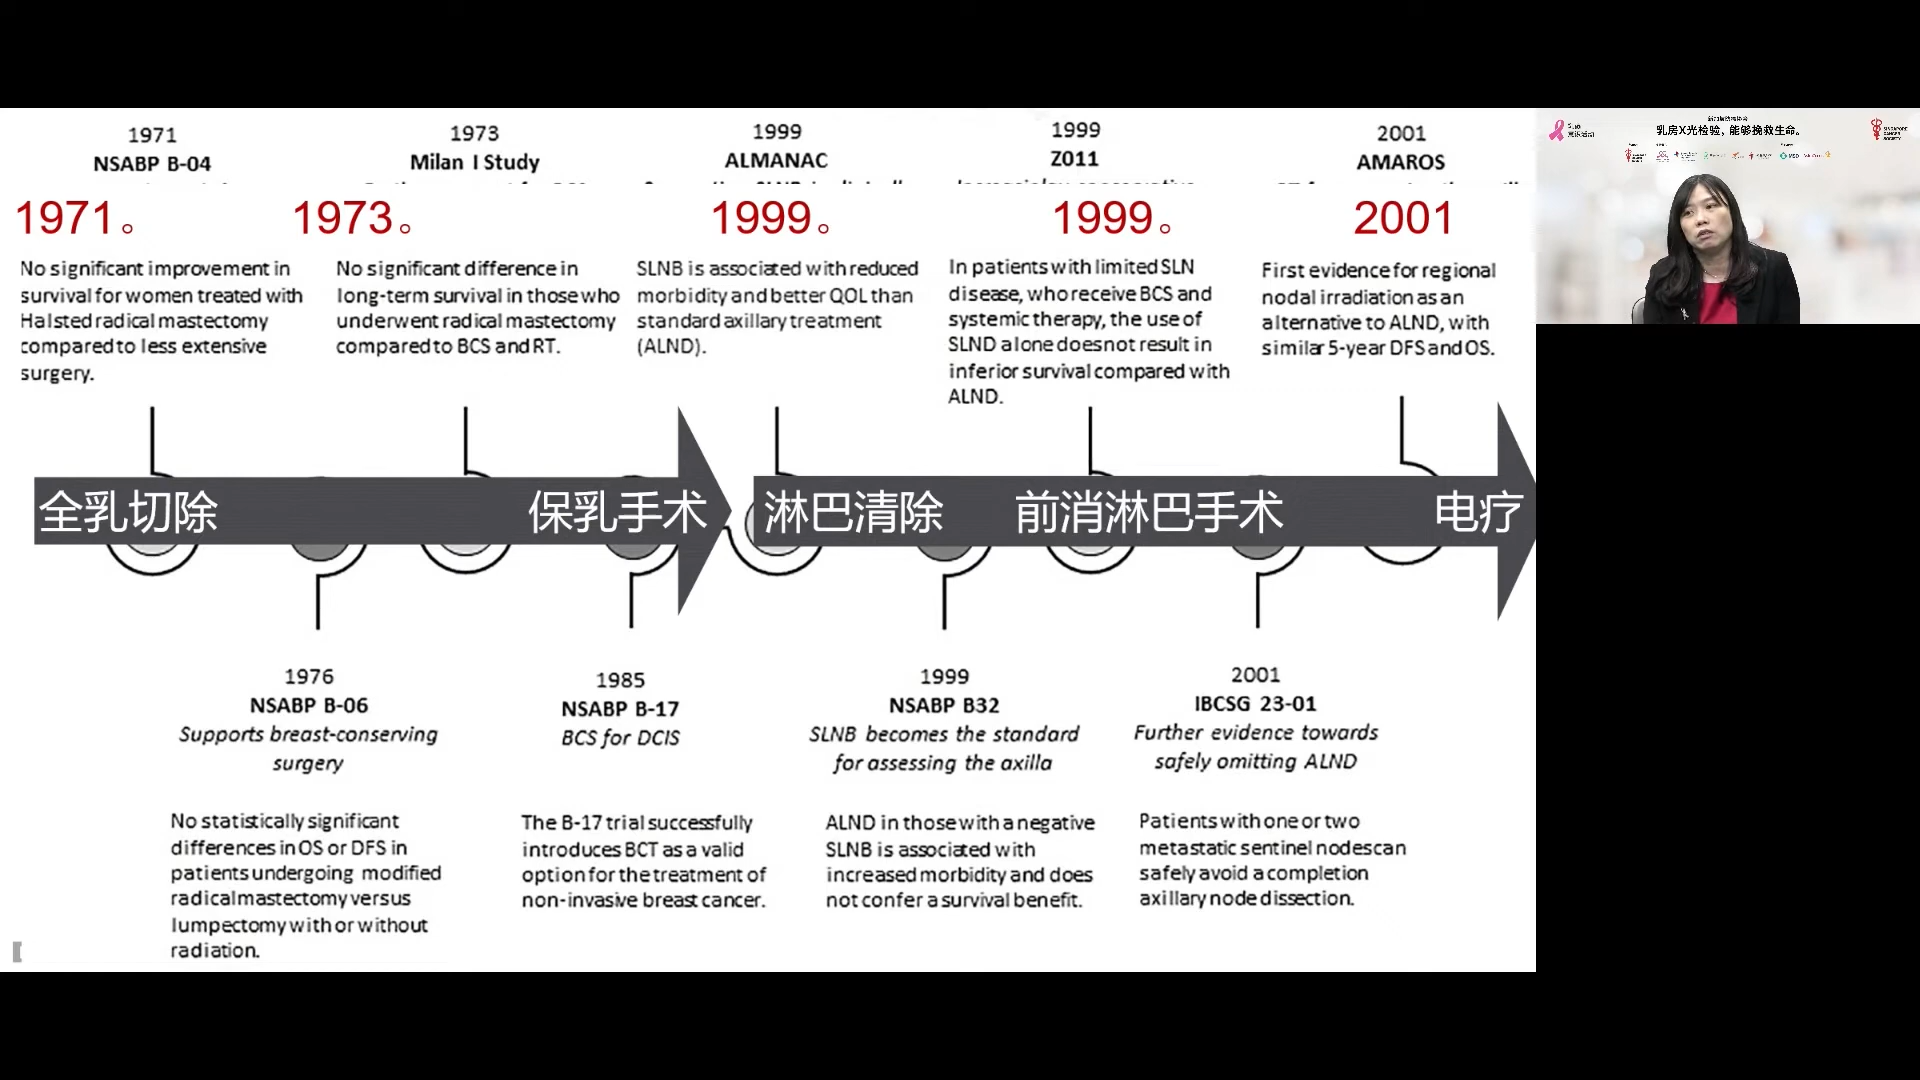 1971
NSABP B-04
1973
Milan I Study
1999
ALMANAC
1999
Z011
2001
AMAROS
1971。
1973。
1999。
1999。
2001
No significant improvement in
survival for women treated with
Halsted radical mastectomy
compared to less extensive
surgery.
No significant difference in
long-term survival in those who
underwent radical mastectomy
compared to BCS and RT.
SLNB is associated with reduced
morbidity and better QOL than
standard axillary treatment
(ALND).
In patients with limited SLN
disease, who receive BCS and
systemic therapy, the use of
SLND alone doesnot result in
inferior survival compared with
ALND.
First evidence for regional
nodal irradiation as an
alternative to ALND, with
similar 5-year DFS and OS.
全乳切除
保乳手术
淋巴清除
前消淋巴手术
电疗
1976
NSABP B-06
Supports breast-conserving
surgery
No statistically significant
differences in OS or DFS in
patients undergoing modified
radical mastectomy versus
lumpectomy with or without
radiation.
1985
NSABP B-17
BCS for DCIS
The B-17 trial successfully
introduces BCT as a valid
option for the treatment of
non-invasive breast cancer.
1999
NSABP B32
SLNB becomes the standard
for assessing the axilla
ALND in those with a negative
SLNB is associated with
increased morbidity and does
not confer a survival benefit.
2001
IBCSG 23-01
Further evidence towards
safely omitting ALND
Patients with one or two
metastatic sentinel nodes can
safely avoid a completion
axillary node dissection.
乳房X光检验，能够挽救生命。
SINGAPORE
CANCER
SOCIETY
MSD